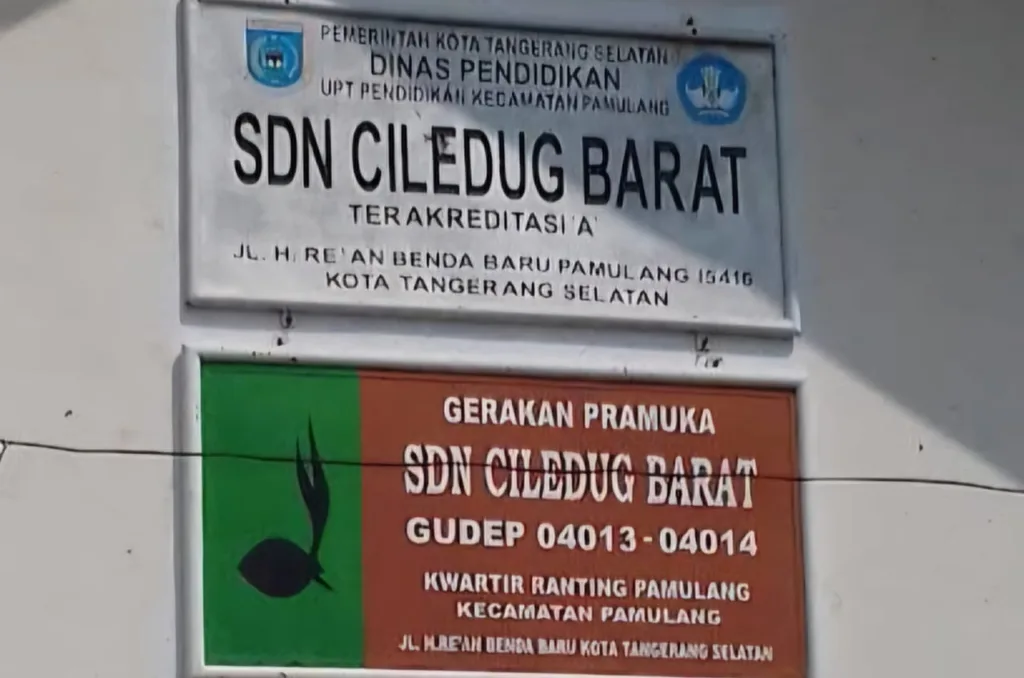 PEMERINTAH KOTA TANGERANG SELATAN
DINAS PENDIDIKAN
UPT PENDIDIKAN KECAMATAN PAMULANG
SDN CILEDUG BARAT
TERAKREDITASI 'A'
JL. H. RE'AN BENDA BARU PAMULANG 15416
KOTA TANGERANG SELATAN
GERAKAN PRAMUKA
SDN CILEDUG BARAT
GUDEP 04013 - 04014
KWARTIR RANTING PAMULANG
KECAMATAN PAMULANG
JL. H.RE'AN BENDA BARU KOTA TANGERANG SELATAN